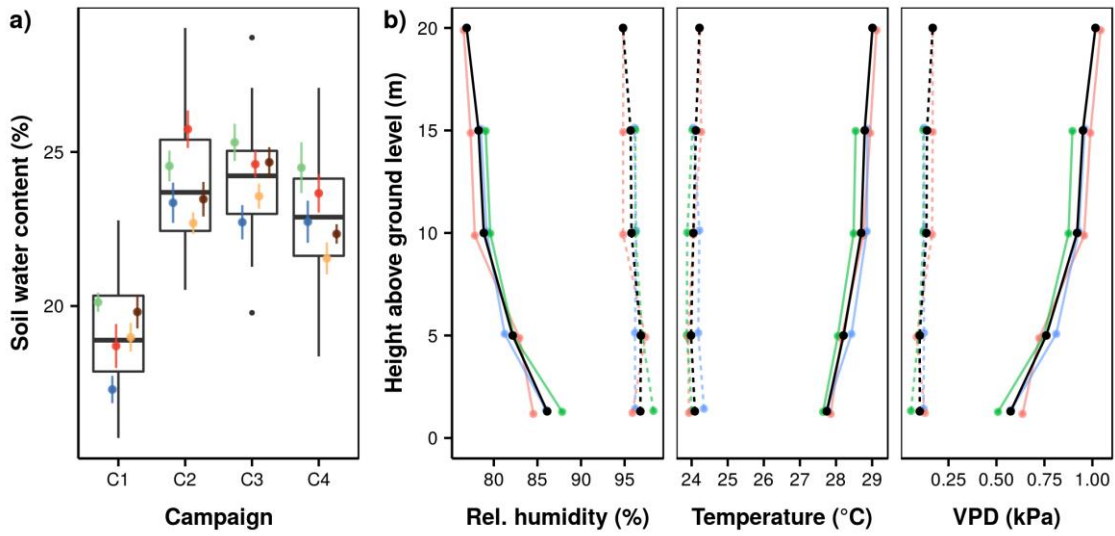 a)
Soil water content (%)
25
20
C1 C2 C3 C4
Campaign
b)
Height above ground level (m)
20
15
10
5
0
80 85 90 95
Rel. humidity (%)
24 25 26 27 28 29
Temperature (°C)
0.25 0.50 0.75 1.00
VPD (kPa)